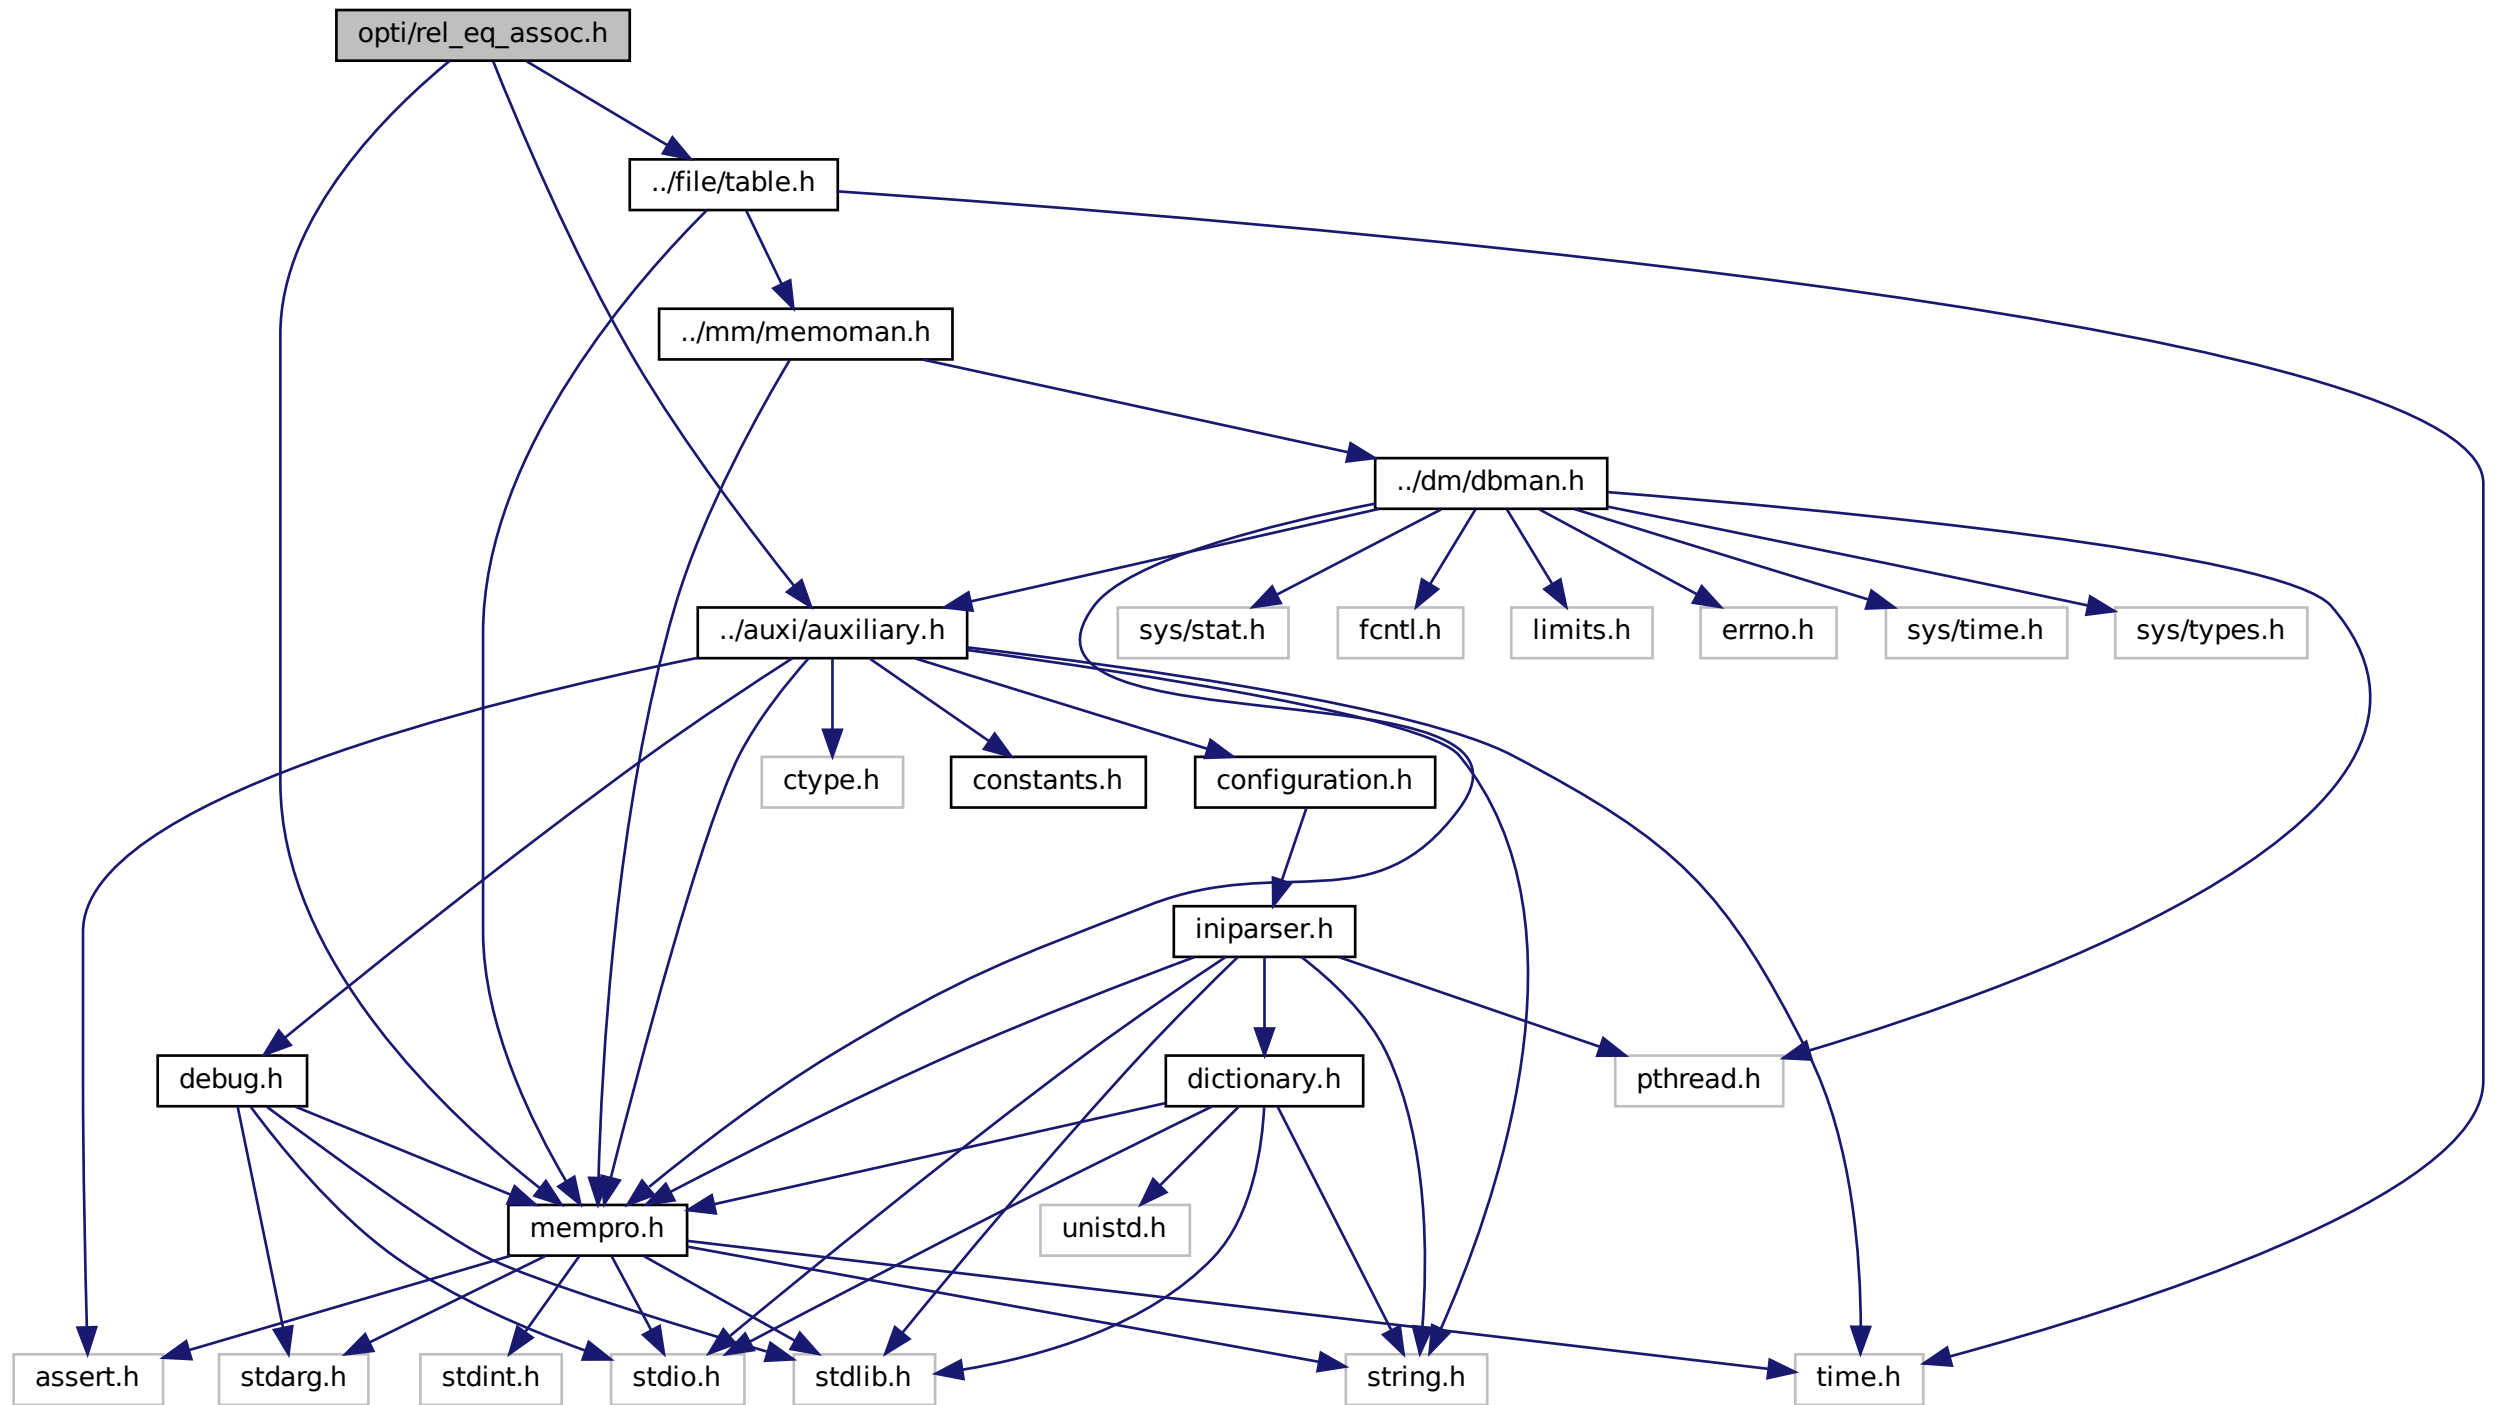 opti/rel_eq_assoc.h
../file/table.h
../mm/memoman.h
../dm/dbman.h
../auxi/auxiliary.h
sys/stat.h
fcntl.h
limits.h
errno.h
sys/time.h
sys/types.h
ctype.h
constants.h
configuration.h
iniparser.h
debug.h
dictionary.h
pthread.h
mempro.h
unistd.h
assert.h
stdarg.h
stdint.h
stdio.h
stdlib.h
string.h
time.h